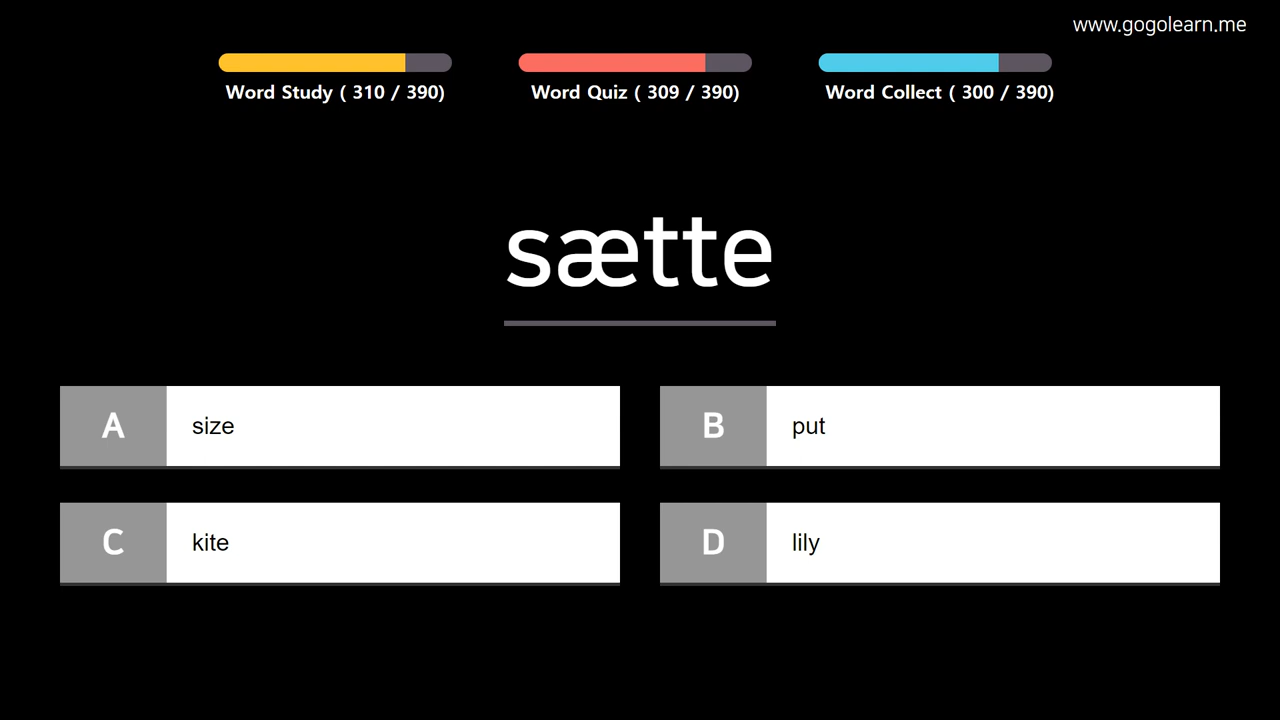 www.gogolearn.me
Word Study ( 310 / 390)
Word Quiz ( 309 / 390)
Word Collect ( 300 / 390)
sætte
A size
B put
C kite
D lily